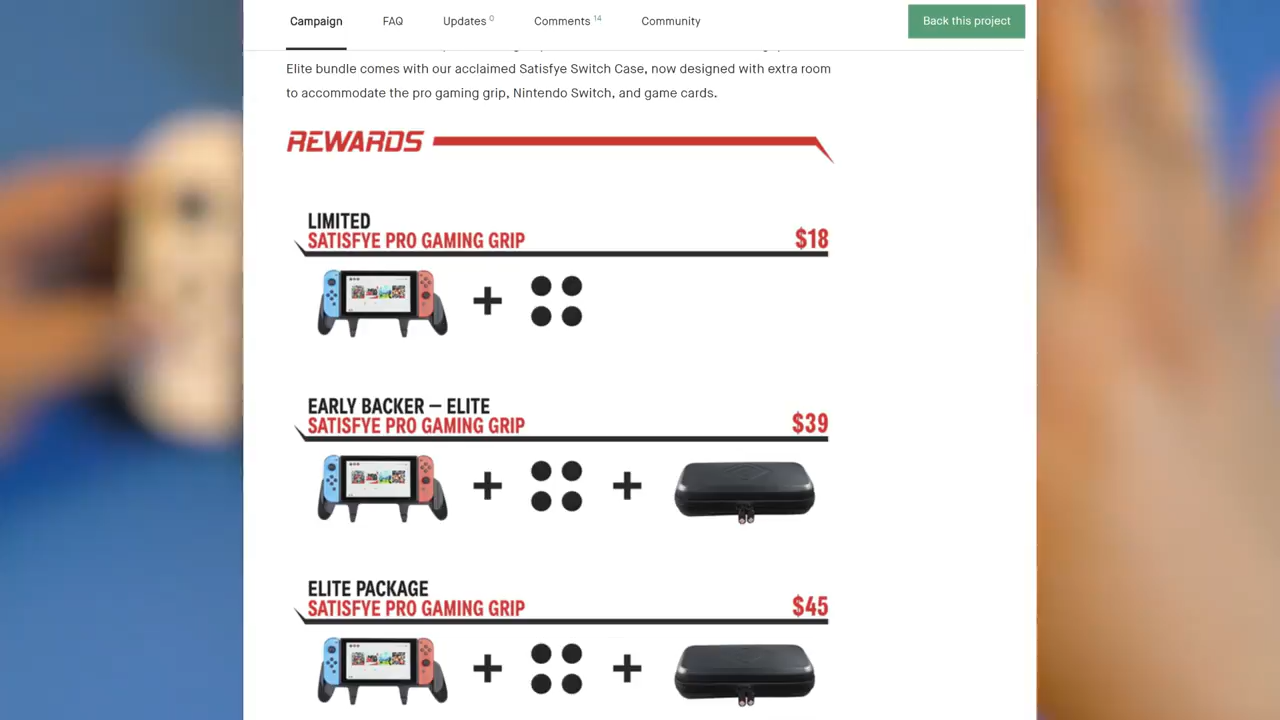 Campaign
FAQ
Updates 0
Comments 14
Community
Back this project
Elite bundle comes with our acclaimed Satisfye Switch Case, now designed with extra room
to accommodate the pro gaming grip, Nintendo Switch, and game cards.
REWARDS
LIMITED
SATISFYE PRO GAMING GRIP $18
EARLY BACKER – ELITE
SATISFYE PRO GAMING GRIP $39
ELITE PACKAGE
SATISFYE PRO GAMING GRIP $45